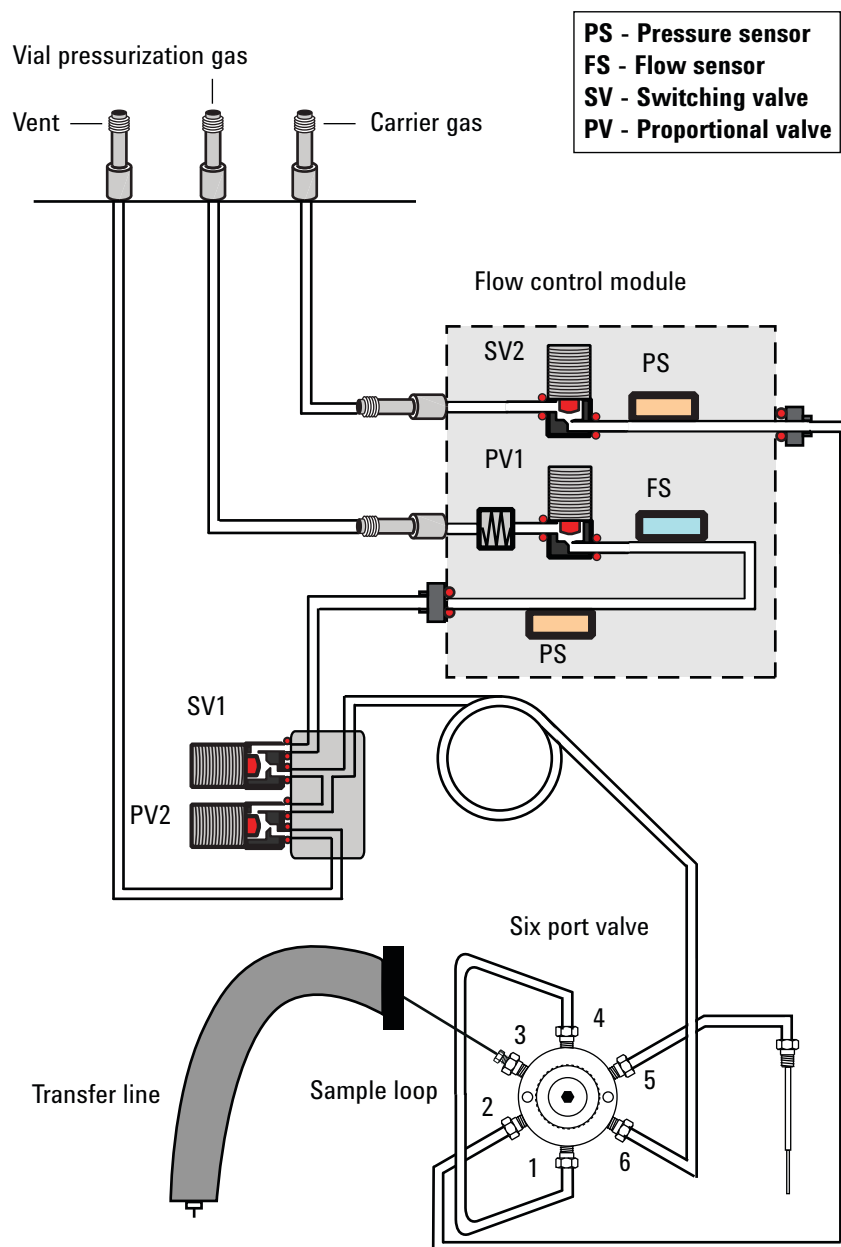 PS - Pressure sensor
FS - Flow sensor
SV - Switching valve
PV - Proportional valve
Vial pressurization gas
Vent
Carrier gas
Flow control module
SV2
PS
PV1
FS
PS
SV1
PV2
Six port valve
4
3
5
Transfer line
Sample loop
2
6
1